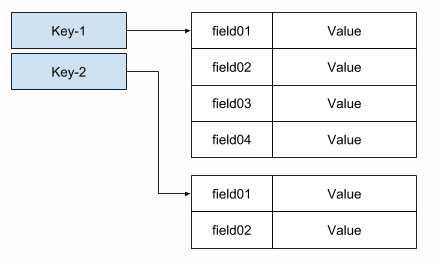 Key-1
Key-2
field01 Value
field02 Value
field03 Value
field04 Value
field01 Value
field02 Value